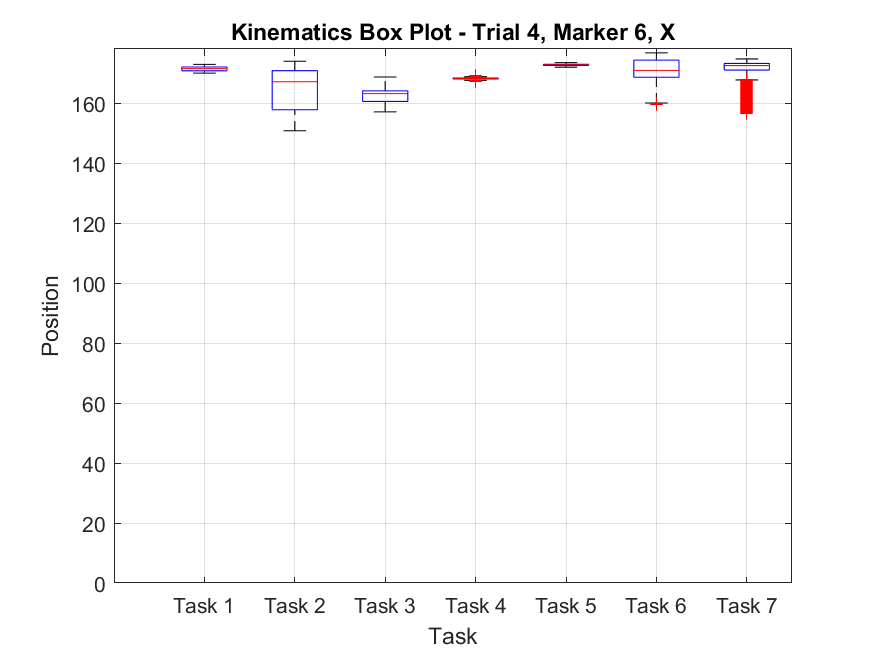 Kinematics Box Plot - Trial 4, Marker 6, X
Position
160
140
120
100
80
60
40
20
0
Task 1 Task 2 Task 3 Task 4 Task 5 Task 6 Task 7
Task